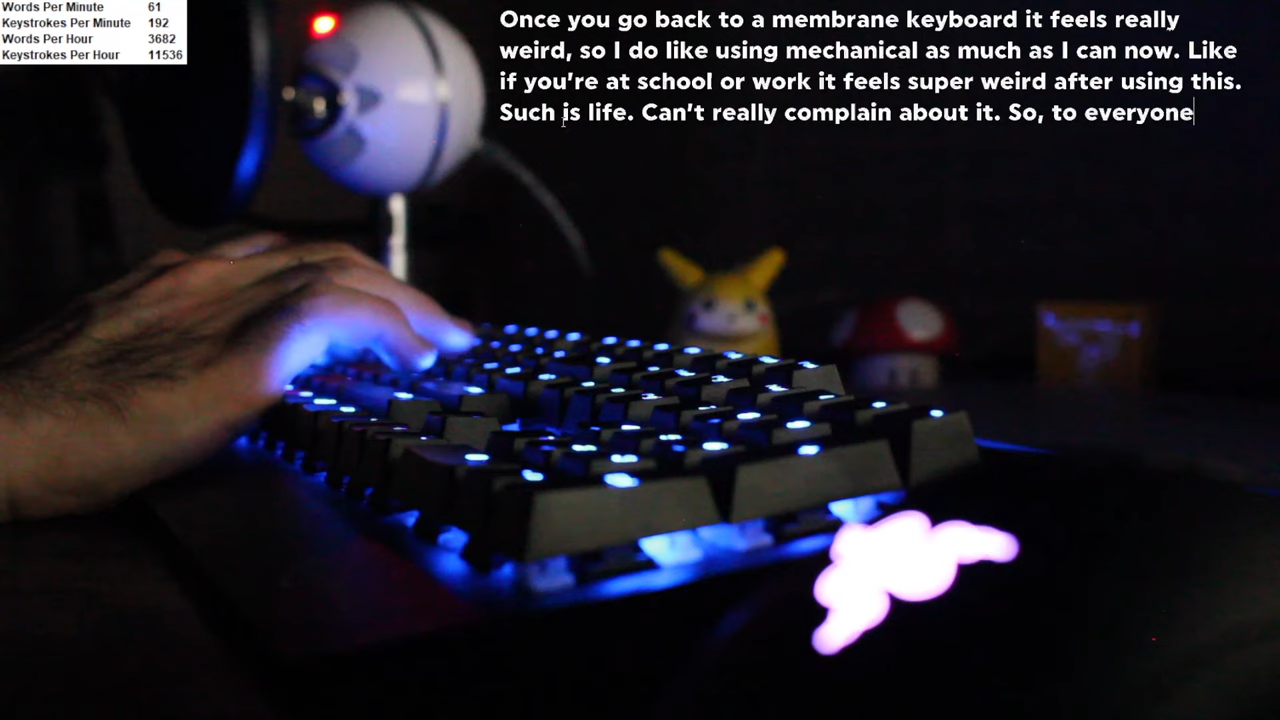 Words Per Minute 61
Keystrokes Per Minute 192
Words Per Hour 3682
Keystrokes Per Hour 11536
Once you go back to a membrane keyboard it feels really
weird, so I do like using mechanical as much as I can now. Like
if you’re at school or work it feels super weird after using this.
Such is life. Can’t really complain about it. So, to everyone